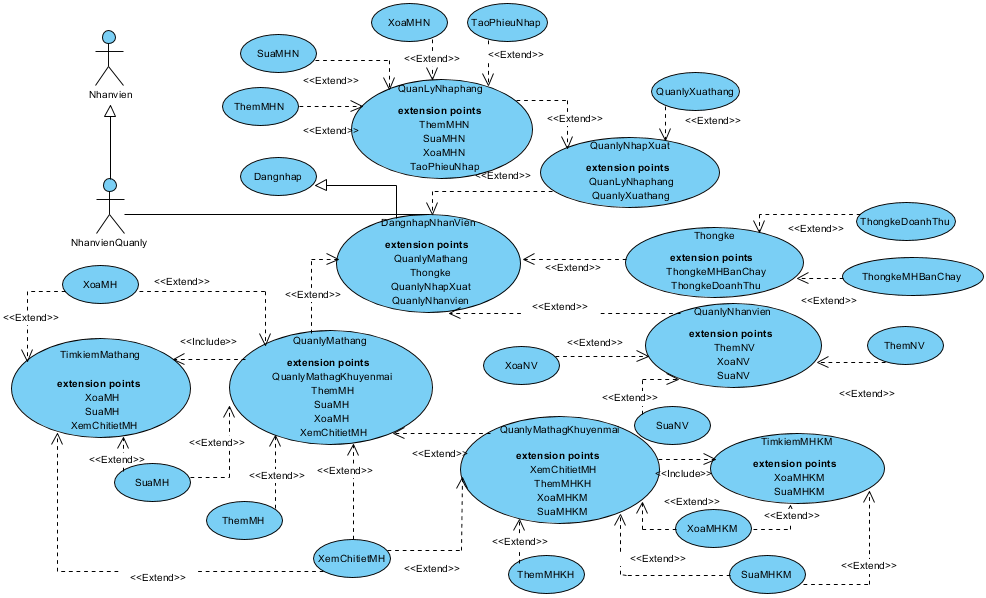 XoaMHN
TaoPhieuNhap
SuaMHN
<<Extend>>
<<Extend>>
<<Extend>>
Nhanvien
ThemMHN
<<Extend>>
QuanLyNhaphang
extension points
ThemMHN
SuaMHN
XoaMHN
TaoPhieuNhap
QuanlyXuathang
<<Extend>>
<<Extend>>
QuanlyNhapXuat
extension points
QuanLyNhaphang
QuanlyXuathang
<<Extend>>
Dangnhap
NhanvienQuanly
DangnhapNhanVien
extension points
QuanlyMathang
Thongke
QuanlyNhapXuat
QuanlyNhanvien
Thongke
extension points
ThongkeMHBanChay
ThongkeDoanhThu
ThongkeDoanhThu
<<Extend>>
ThongkeMHBanChay
<<Extend>>
<<Extend>>
<<Extend>>
XoaMH
<<Extend>>
<<Extend>>
<<Extend>>
<<Include>>
QuanlyNhanvien
extension points
ThemNV
XoaNV
SuaNV
ThemNV
<<Extend>>
XoaNV
<<Extend>>
<<Extend>>
SuaNV
TimkiemMathang
extension points
XoaMH
SuaMH
XemChitietMH
QuanlyMathang
extension points
QuanlyMathagKhuyenmai
ThemMH
SuaMH
XoaMH
XemChitietMH
<<Extend>>
<<Extend>>
<<Extend>>
SuaMH
<<Extend>>
<<Extend>>
ThemMH
QuanlyMathagKhuyenmai
extension points
XemChitietMH
ThemMHKH
XoaMHKM
SuaMHKM
<<Include>>
TimkiemMHKM
extension points
XoaMHKM
SuaMHKM
<<Extend>>
<<Extend>>
XoaMHKM
<<Extend>>
<<Extend>>
XemChitietMH
<<Extend>>
<<Extend>>
ThemMHKH
SuaMHKM
<<Extend>>